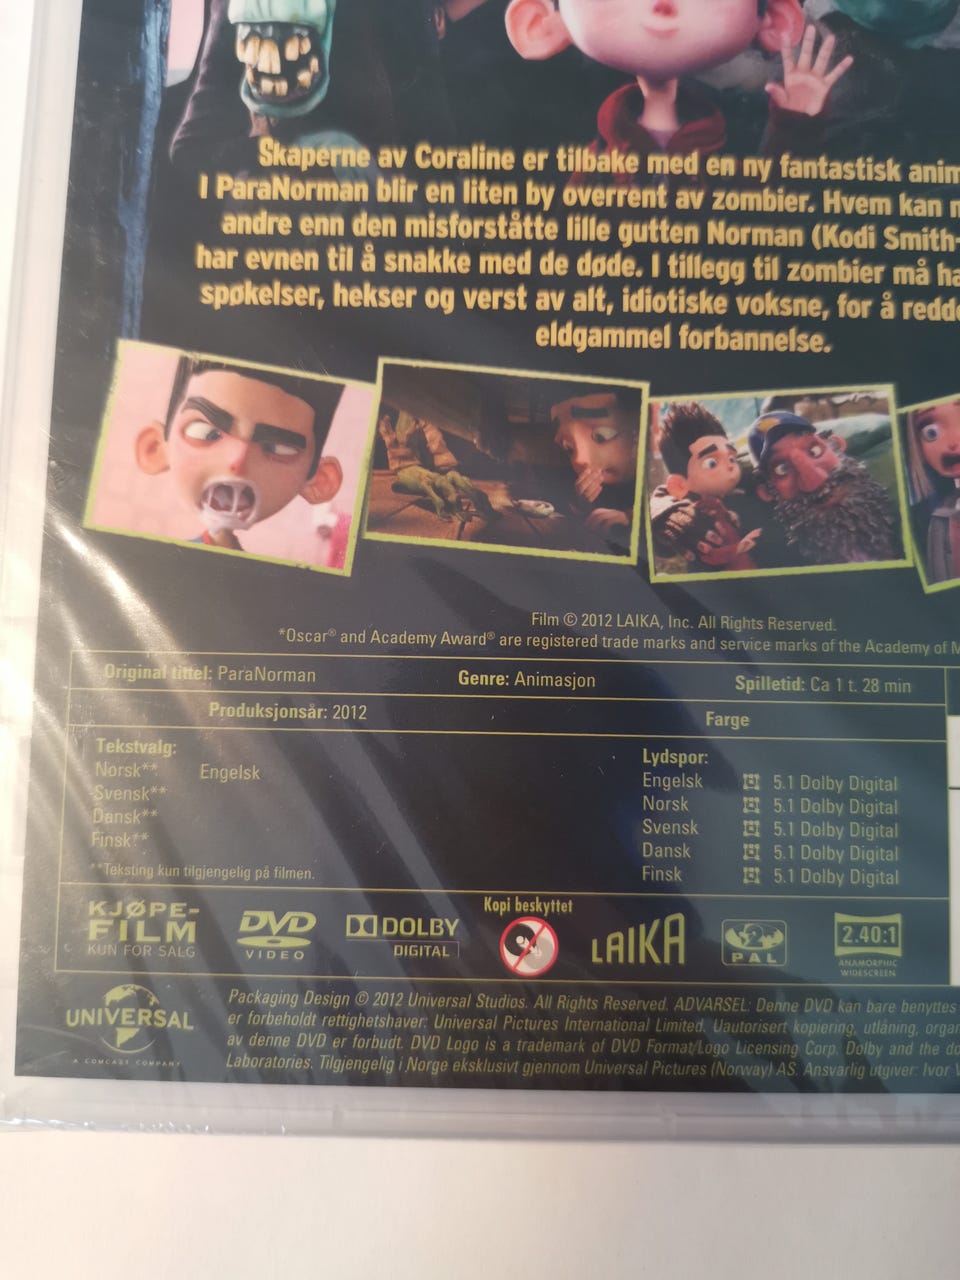 Skaperne av Coraline er tilbake med en ny fantastisk
I ParaNorman blir en liten by overrent av zombier. Hvem kan
andre enn den misforståtte lille gutten Norman (Kodi Smith-
har evnen til å snakke med de døde. I tillegg til zombier må
spøkelser, hekser og verst av alt, idiotiske voksne, for å
eldgammel forbannelse.
Film © 2012 LAIKA, Inc. All Rights Reserved.
*Oscar® and Academy Award® are registered trade marks and service marks of the Academy of
Original tittel: ParaNorman Genre: Animasjon Spilletid: Ca 1 t. 28 min
Produksjonsår: 2012 Farge
Tekstvalg:
Norsk** Engelsk
Svensk**
Dansk**
Finsk**
**Teksting kun tilgjengelig på filmen.
Lydspor:
Engelsk 5.1 Dolby Digital
Norsk 5.1 Dolby Digital
Svensk 5.1 Dolby Digital
Dansk 5.1 Dolby Digital
Finsk 5.1 Dolby Digital
KJØPE-
FILM
KUN FOR SALG
DVD
VIDEO
DOLBY
DIGITAL
Kopi beskyttet
LAIKA
2
PAL
2.40:1
ANAMORPHIC
WIDESCREEN
UNIVERSAL
A COMCAST COMPANY
Packaging Design © 2012 Universal Studios. All Rights Reserved. ADVARSEL: Denne DVD kan bare benyttes
er forbeholdt rettighetshaver: Universal Pictures International Limited. Uautorisert kopiering, utlåning,
av denne DVD er forbudt. DVD Logo is a trademark of DVD Format/Logo Licensing Corp. Dolby and the
Laboratories. Tilgjengelig i Norge eksklusivt gjennom Universal Pictures (Norway) AS. Ansvarlig utgiver: Ivor